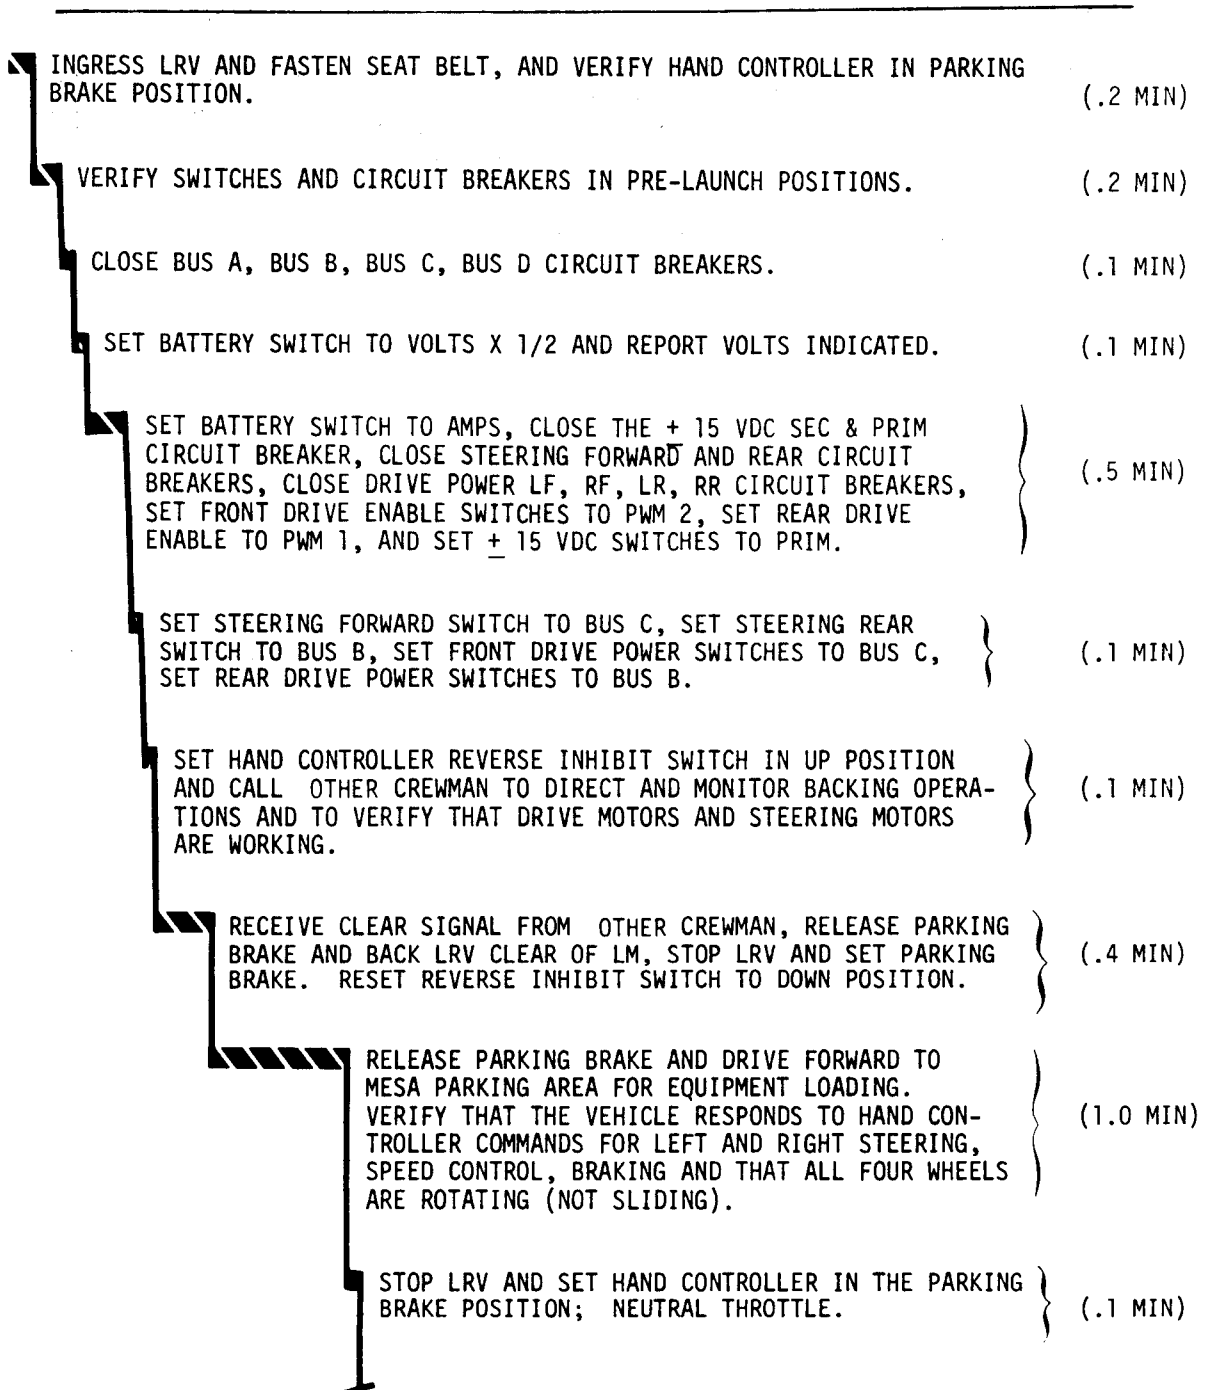 INGRESS LRV AND FASTEN SEAT BELT, AND VERIFY HAND CONTROLLER IN PARKING
BRAKE POSITION. (.2 MIN)
VERIFY SWITCHES AND CIRCUIT BREAKERS IN PRE-LAUNCH POSITIONS. (.2 MIN)
CLOSE BUS A, BUS B, BUS C, BUS D CIRCUIT BREAKERS. (.1 MIN)
SET BATTERY SWITCH TO VOLTS X 1/2 AND REPORT VOLTS INDICATED. (.1 MIN)
SET BATTERY SWITCH TO AMPS, CLOSE THE ± 15 VDC SEC & PRIM
CIRCUIT BREAKER, CLOSE STEERING FORWARD AND REAR CIRCUIT
BREAKERS, CLOSE DRIVE POWER LF, RF, LR, RR CIRCUIT BREAKERS, (.5 MIN)
SET FRONT DRIVE ENABLE SWITCHES TO PWM 2, SET REAR DRIVE
ENABLE TO PWM 1, AND SET ± 15 VDC SWITCHES TO PRIM.
SET STEERING FORWARD SWITCH TO BUS C, SET STEERING REAR
SWITCH TO BUS B, SET FRONT DRIVE POWER SWITCHES TO BUS C, (.1 MIN)
SET REAR DRIVE POWER SWITCHES TO BUS B.
SET HAND CONTROLLER REVERSE INHIBIT SWITCH IN UP POSITION
AND CALL OTHER CREWMAN TO DIRECT AND MONITOR BACKING OPERA- (.1 MIN)
TIONS AND TO VERIFY THAT DRIVE MOTORS AND STEERING MOTORS
ARE WORKING.
RECEIVE CLEAR SIGNAL FROM OTHER CREWMAN, RELEASE PARKING
BRAKE AND BACK LRV CLEAR OF LM, STOP LRV AND SET PARKING (.4 MIN)
BRAKE. RESET REVERSE INHIBIT SWITCH TO DOWN POSITION.
RELEASE PARKING BRAKE AND DRIVE FORWARD TO
MESA PARKING AREA FOR EQUIPMENT LOADING.
VERIFY THAT THE VEHICLE RESPONDS TO HAND CON- (1.0 MIN)
TROLLER COMMANDS FOR LEFT AND RIGHT STEERING,
SPEED CONTROL, BRAKING AND THAT ALL FOUR WHEELS
ARE ROTATING (NOT SLIDING).
STOP LRV AND SET HAND CONTROLLER IN THE PARKING
BRAKE POSITION; NEUTRAL THROTTLE. (.1 MIN)